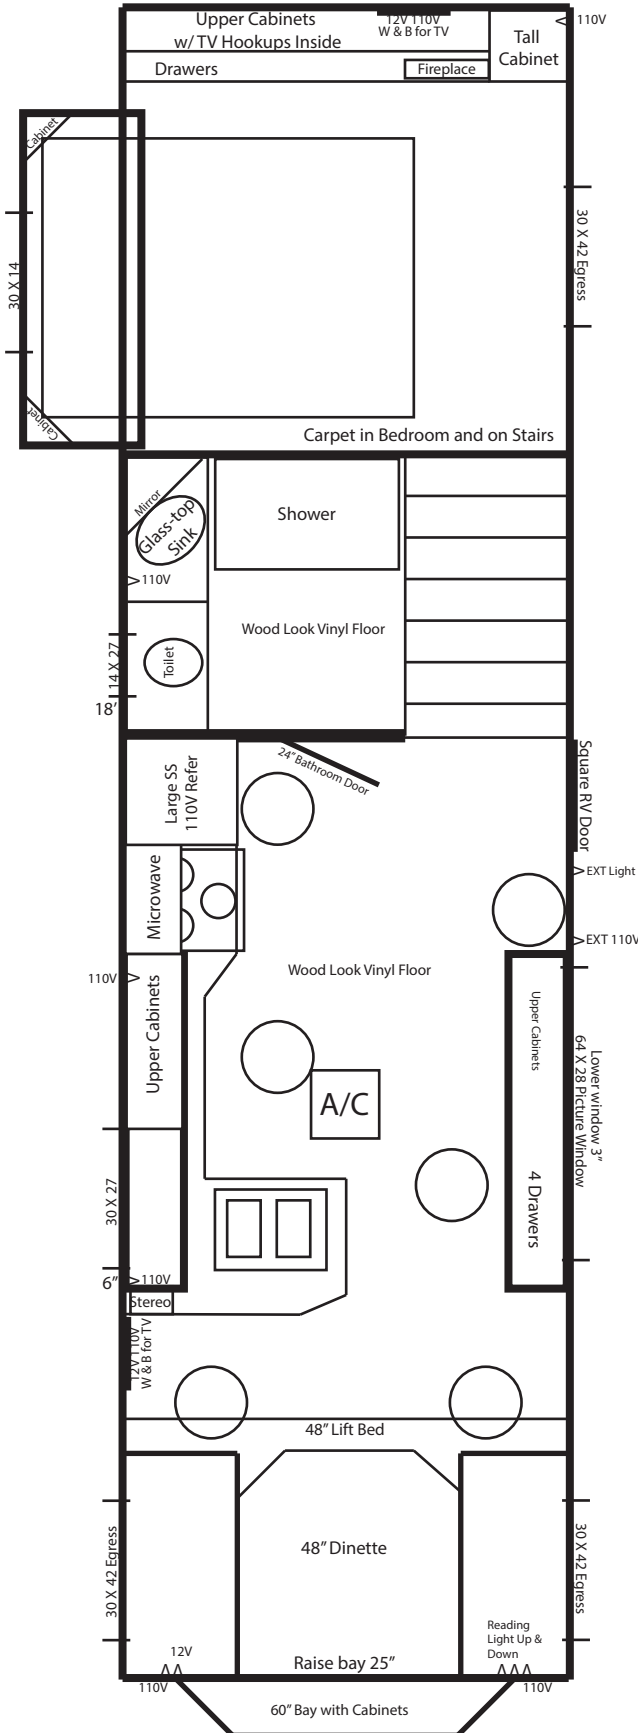 Upper Cabinets
w/ TV Hookups Inside
12V 110V
W & B for TV
Tall
Cabinet
110V
Drawers
Fireplace
Cabinet
30 X 14
30 X 42 Egress
Cabinet
Carpet in Bedroom and on Stairs
Mirror
Glass-top
Sink
Shower
110V
Wood Look Vinyl Floor
14 X 27
Toilet
18’
24” Bathroom Door
Large SS
110V Refer
Square RV Door
Microwave
EXT Light
EXT 110V
Wood Look Vinyl Floor
110V
Upper Cabinets
Upper Cabinets
Lower window 3”
64 X 28 Picture Window
A/C
4 Drawers
30 X 27
6”
110V
Stereo
12V 110V
W & B for TV
48” Lift Bed
48” Dinette
30 X 42 Egress
30 X 42 Egress
Reading
Light Up &
Down
12V
Raise bay 25”
110V
110V
60” Bay with Cabinets